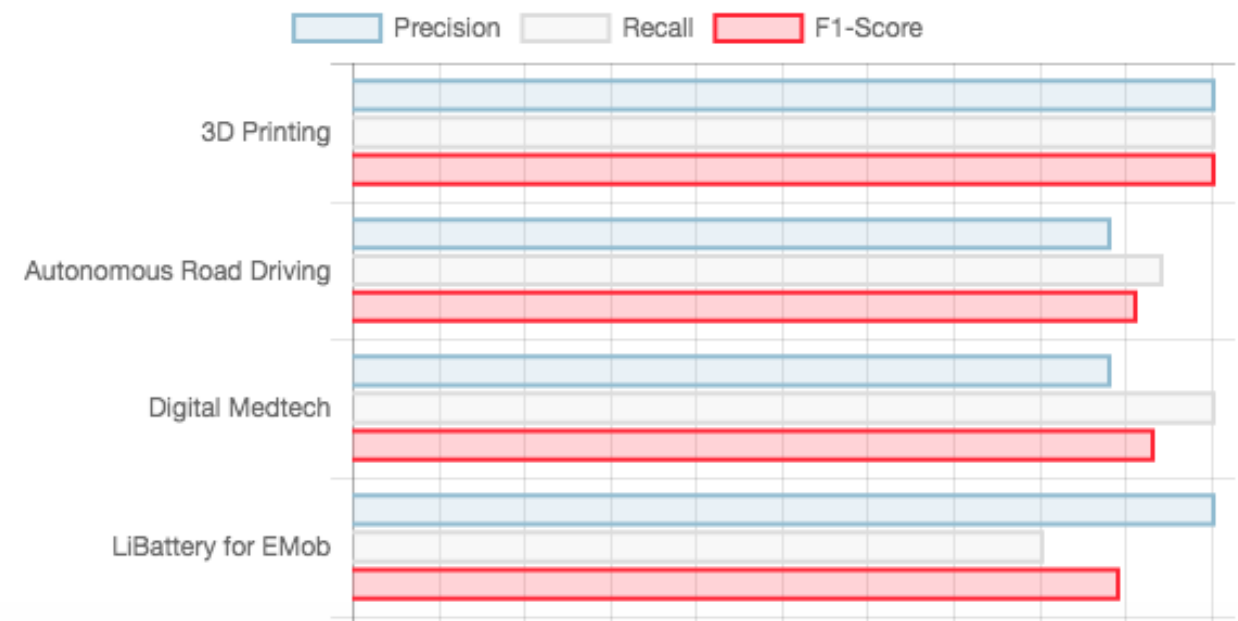 Precision Recall F1-Score
3D Printing
Autonomous Road Driving
Digital Medtech
LiBattery for EMob